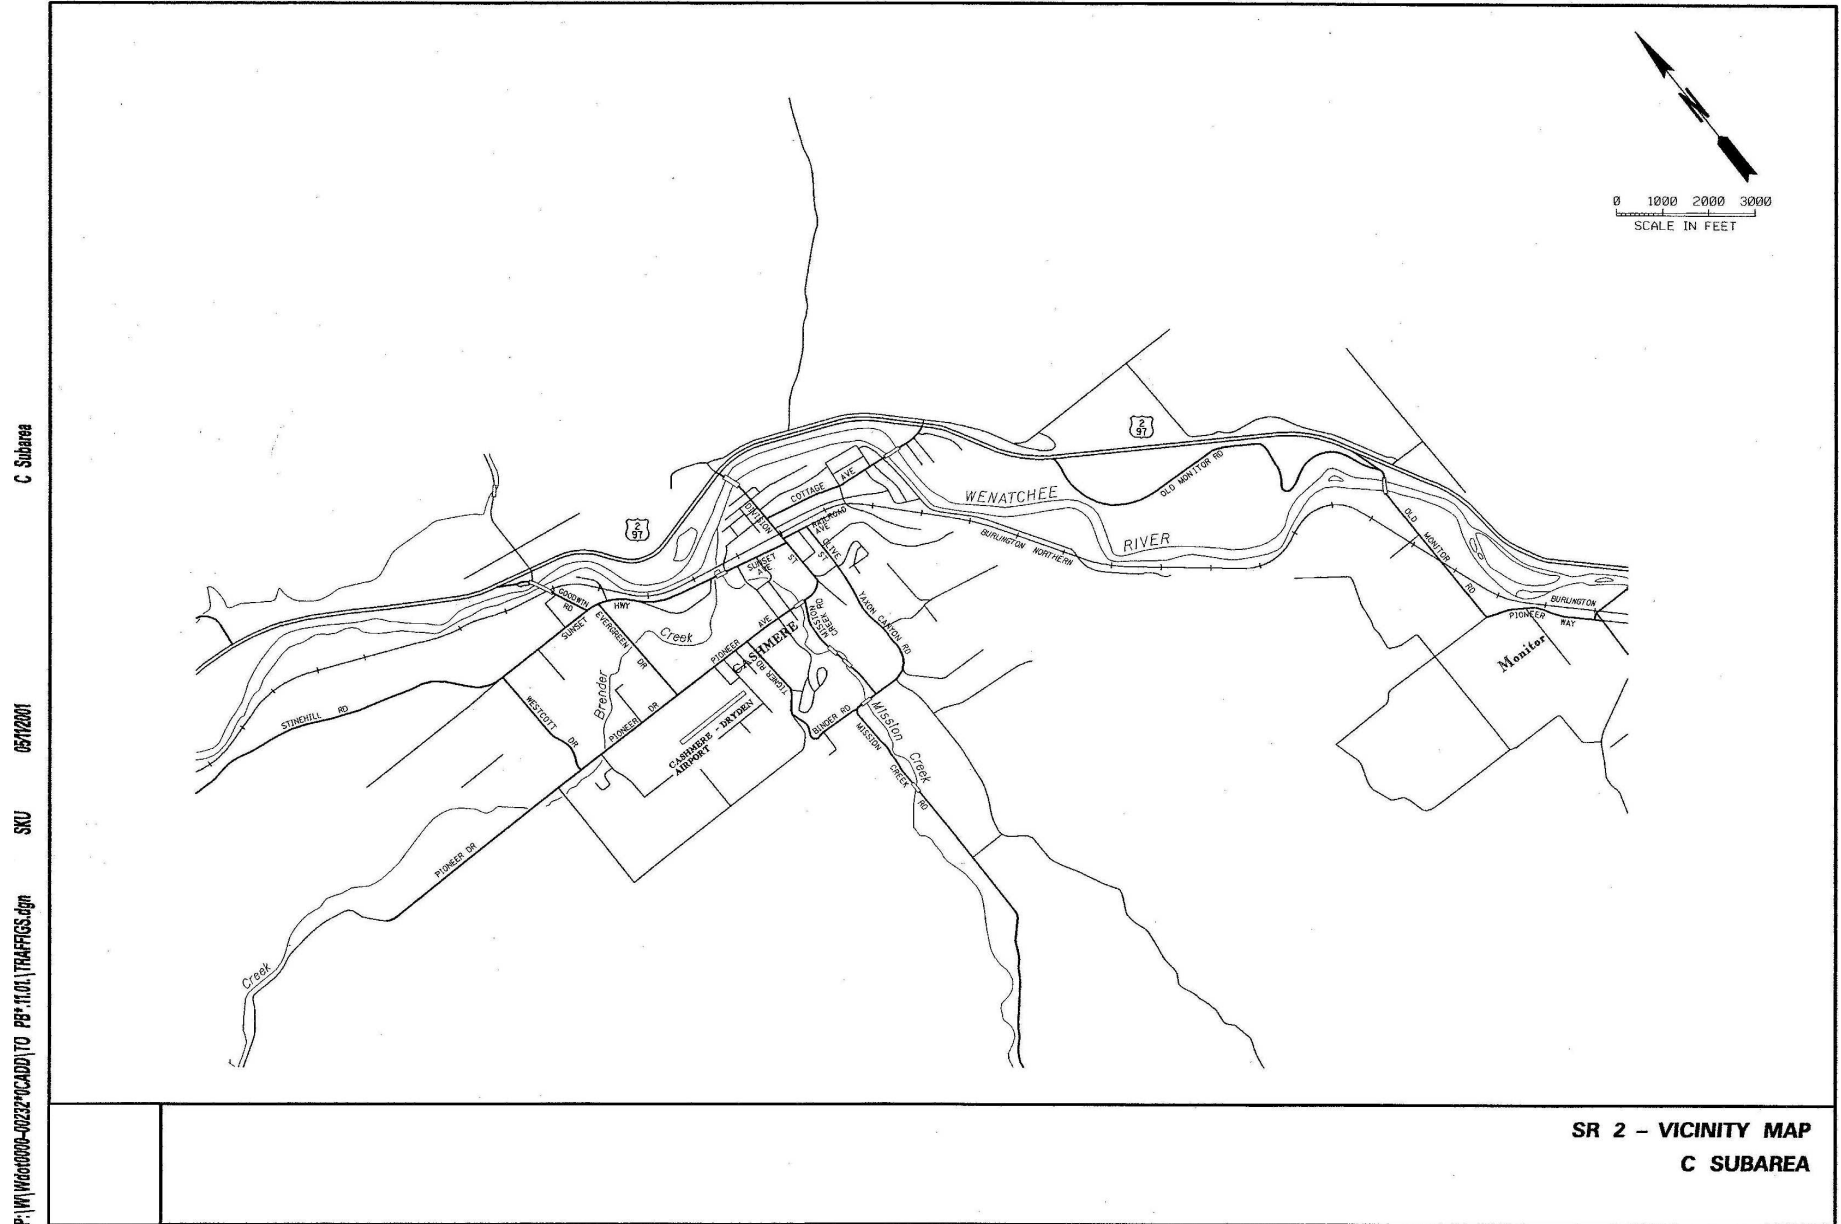 0 1000 2000 3000
SCALE IN FEET
N
2
97
2
97
OLD MONITOR RD
COTTAGE AVE
WENATCHEE
RIVER
DIVISION ST
RAILROAD AVE
OLIVE ST
SUNSET AVE
BURLINGTON NORTHERN
OLD MONITOR RD
GOODWIN RD
SUNSET HWY
EVERGREEN DR
Creek
Brender
PIONEER AVE
CASHMERE
MISSION CREEK RD
YAXON CANYON RD
TIGNER RD
BURLINGTON
PIONEER WAY
Monitor
STINEHILL RD
WESTCOTT DR
PIONEER DR
CASHMERE - DRYDEN
AIRPORT
BINDER RD
Mission Creek
MISSION CREEK RD
PIONEER DR
Creek
SR 2 – VICINITY MAP
C SUBAREA
C Subarea
05/11/2001
SKU
P:\W\Wdot0000-00232*0CADD\TO PB*.11.01.\TRAFFIGS.dgn